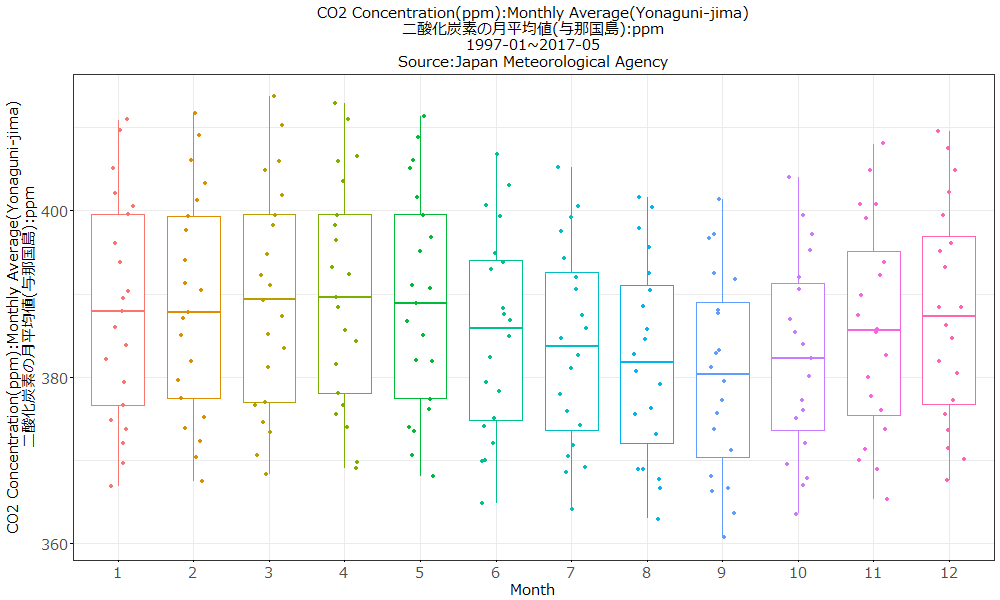 CO2 Concentration(ppm):Monthly Average(Yonaguni-jima)
二酸化炭素の月平均値(与那国島):ppm
1997-01~2017-05
Source:Japan Meteorological Agency
CO2 Concentration(ppm):Monthly Average(Yonaguni-jima)
二酸化炭素の月平均値(与那国島):ppm
400
380
360
1 2 3 4 5 6 7 8 9 10 11 12
Month